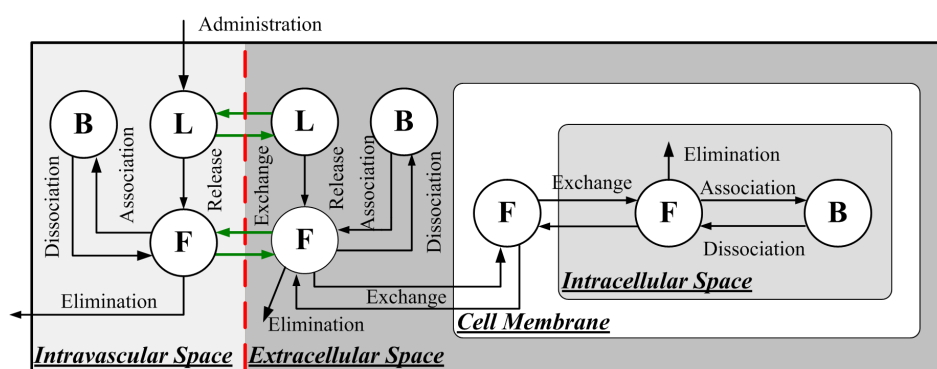 Administration
B
L
L
B
Dissociation
Association
Release
Exchange
Release
Association
Dissociation
F
F
Elimination
Elimination
Exchange
F
Exchange
Elimination
F
Association
B
Dissociation
Intracellular Space
Cell Membrane
Intravascular Space
Extracellular Space